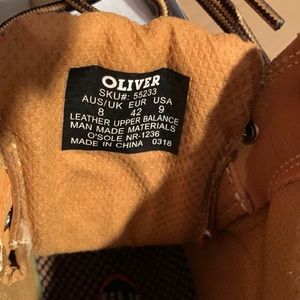 OLIVER
SKU#: 55233
AUS/UK EUR USA
8 42 9
LEATHER UPPER BALANCE
MAN MADE MATERIALS
O'SOLE NR-1236
MADE IN CHINA 0318